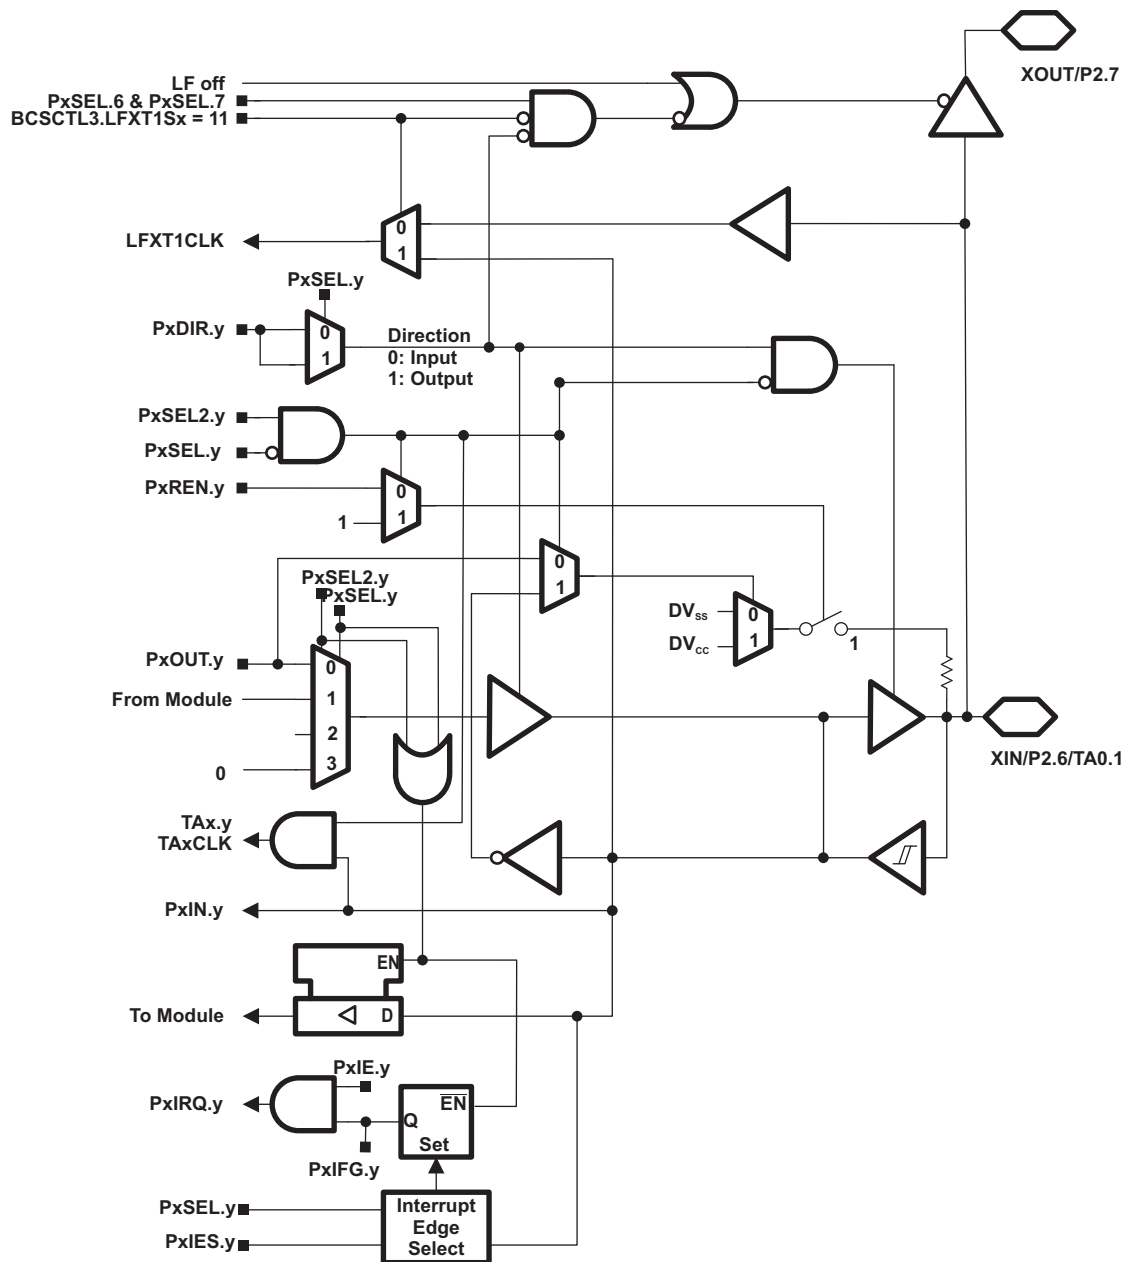 XOUT/P2.7
LF off
PxSEL.6 & PxSEL.7
BCSCTL3.LFXT1Sx = 11
0
1
LFXT1CLK
PxSEL.y
PxDIR.y
0
1
Direction
0: Input
1: Output
PxSEL2.y
PxSEL.y
PxREN.y
0
1
1
0
1
PxSEL2.y
PxSEL.y
DVSS
DVCC
0
1
1
PxOUT.y
From Module
0
0
1
2
3
XIN/P2.6/TA0.1
TAx.y
TAxCLK
PxIN.y
EN
D
To Module
PxIE.y
PxIRQ.y
EN
Q
Set
PxIFG.y
PxSEL.y
PxIES.y
Interrupt
Edge
Select